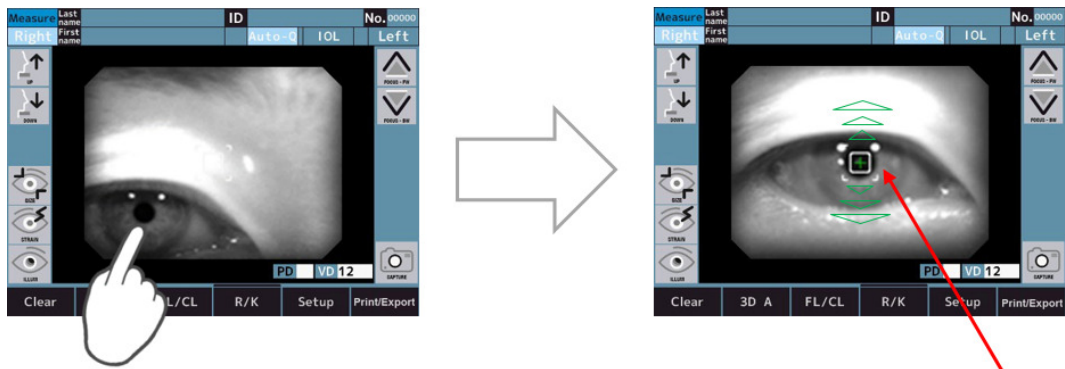 Measure Last name ID No. 00000
Right First name Auto-Q IOL Left
UP FOCUS-FW
DOWN FOCUS-BW
SIZE
STRAIN
ILLUMI CAPTURE
PD VD 12
Clear L/CL R/K Setup Print/Export
Measure Last name ID No. 00000
Right First name Auto-Q IOL Left
UP FOCUS-FW
DOWN FOCUS-BW
SIZE
STRAIN
ILLUMI CAPTURE
PD VD 12
Clear 3D A FL/CL R/K Setup Print/Export